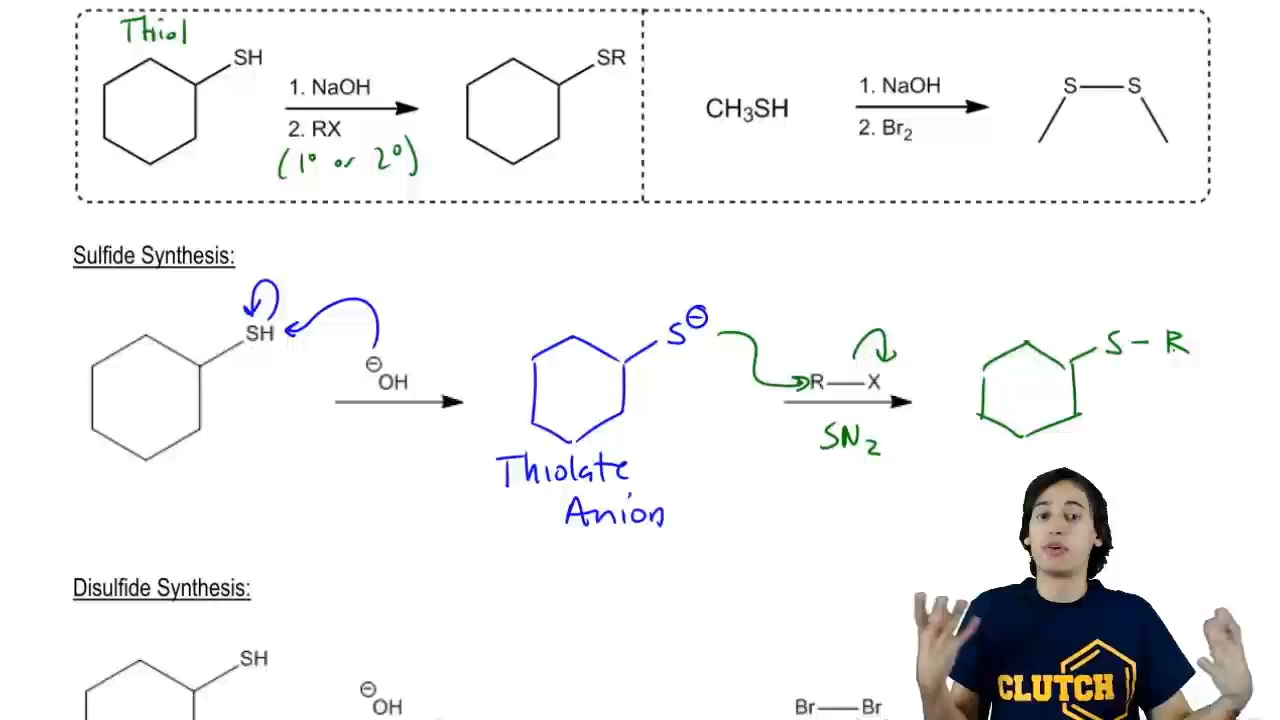 Thiol
SH
1. NaOH
2. RX
(1° or 2°)
SR
CH₃SH
1. NaOH
2. Br₂
S S
Sulfide Synthesis:
SH
⊖
OH
S⊖
Thiolate
Anion
R X
SN₂
S - R
Disulfide Synthesis:
SH
⊖
OH
Br Br
CLUTCH